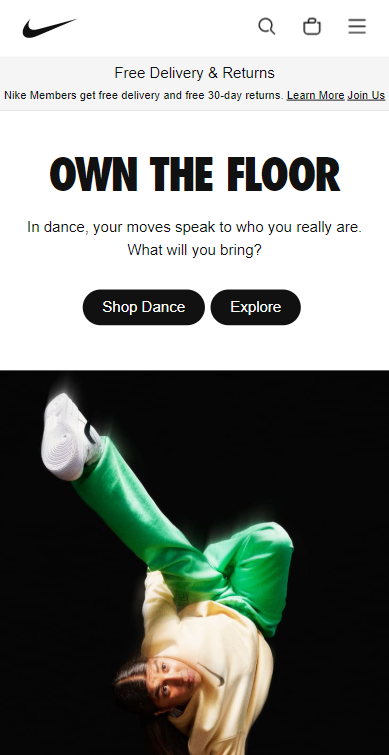 Free Delivery & Returns
Nike Members get free delivery and free 30-day returns. Learn More Join Us
OWN THE FLOOR
In dance, your moves speak to who you really are.
What will you bring?
Shop Dance Explore